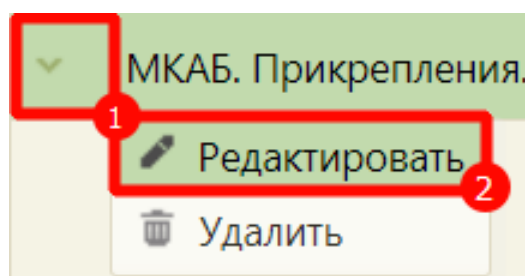 МКАБ. Прикрепления.
1
Редактировать
2
Удалить